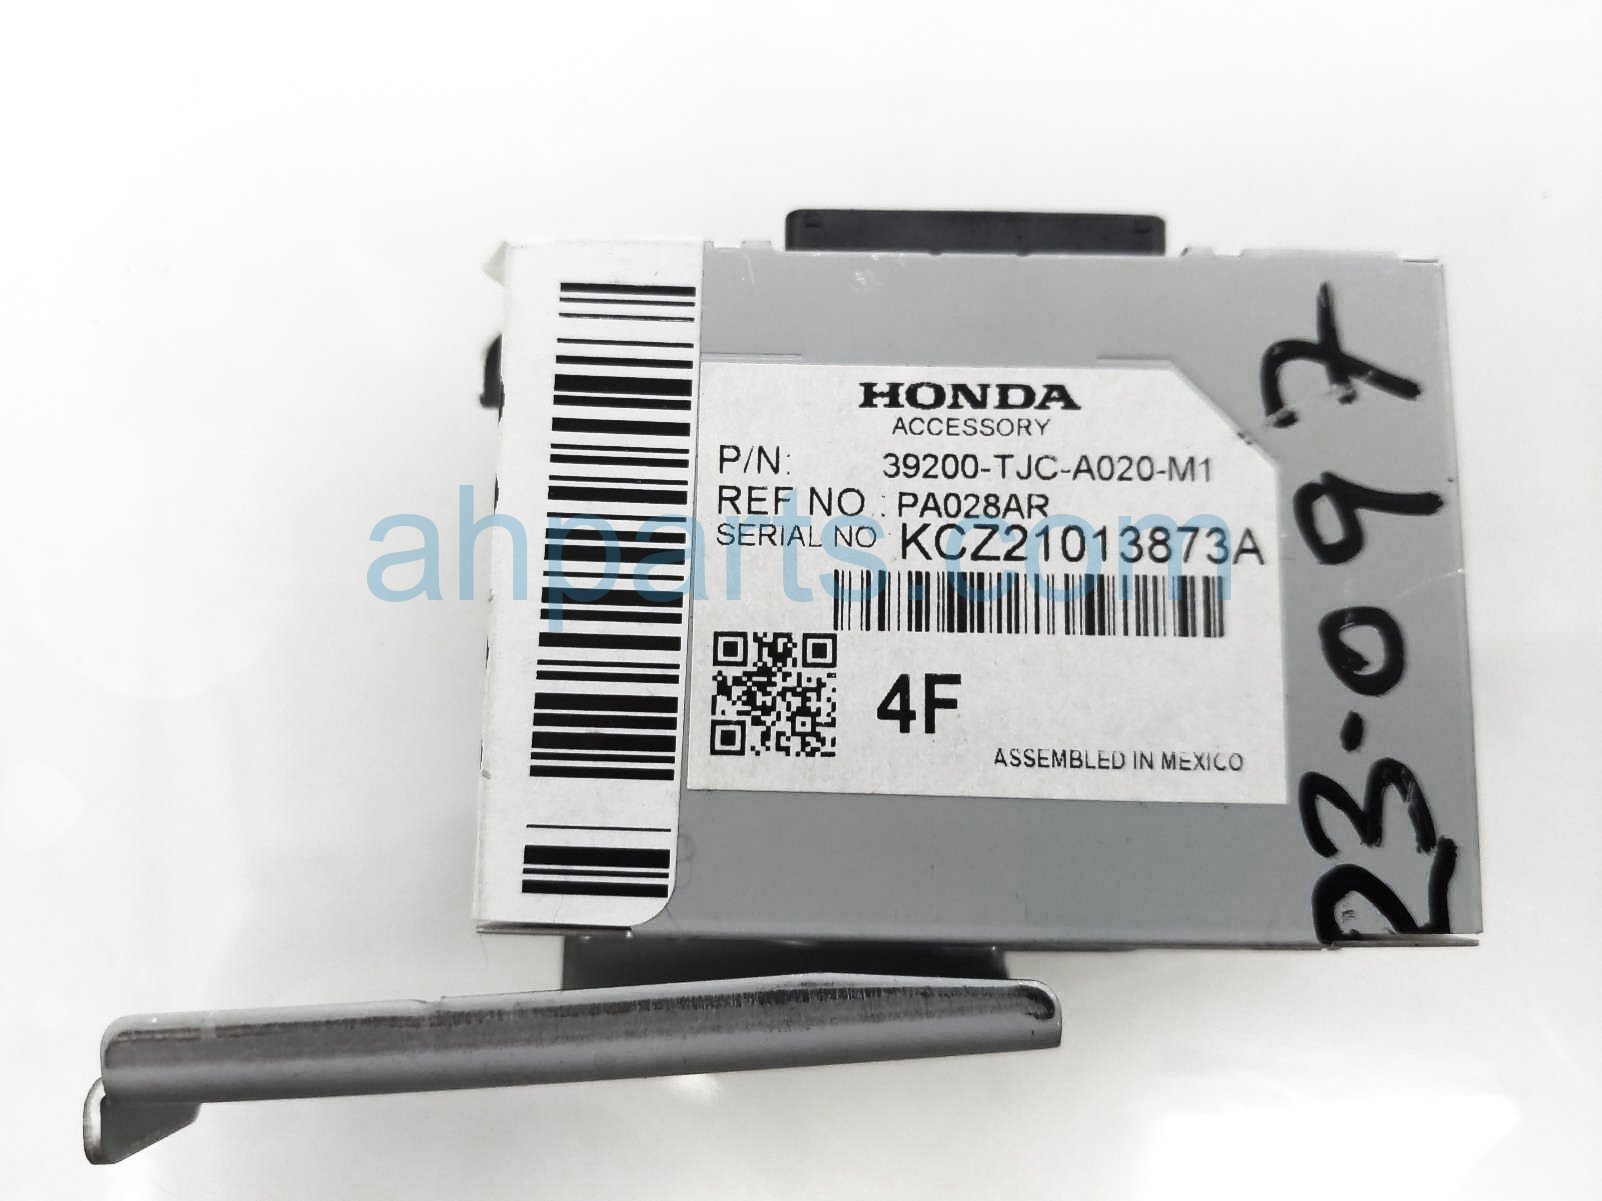 HONDA
ACCESSORY
P/N: 39200-TJC-A020-M1
REF NO.: PA028AR
SERIAL NO KCZ21013873A
4F
ASSEMBLED IN MEXICO
23-097
ahparts.com